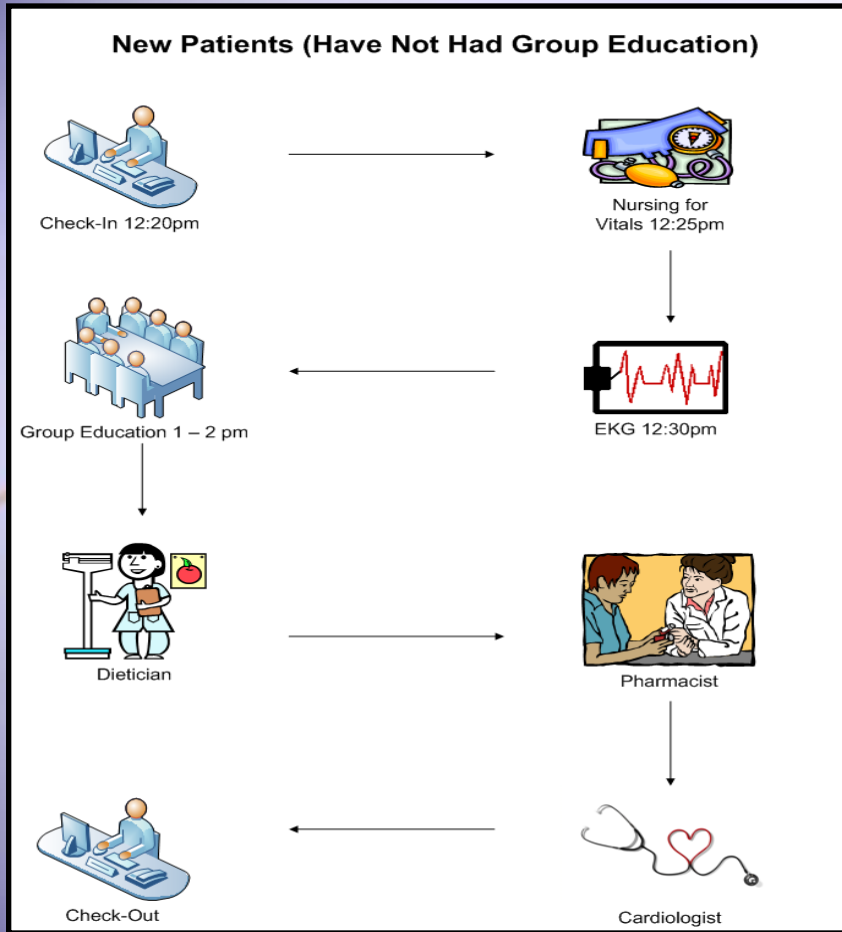 New Patients (Have Not Had Group Education)
Check-In 12:20pm
Nursing for
Vitals 12:25pm
Group Education 1 – 2 pm
EKG 12:30pm
Dietician
Pharmacist
Check-Out
Cardiologist